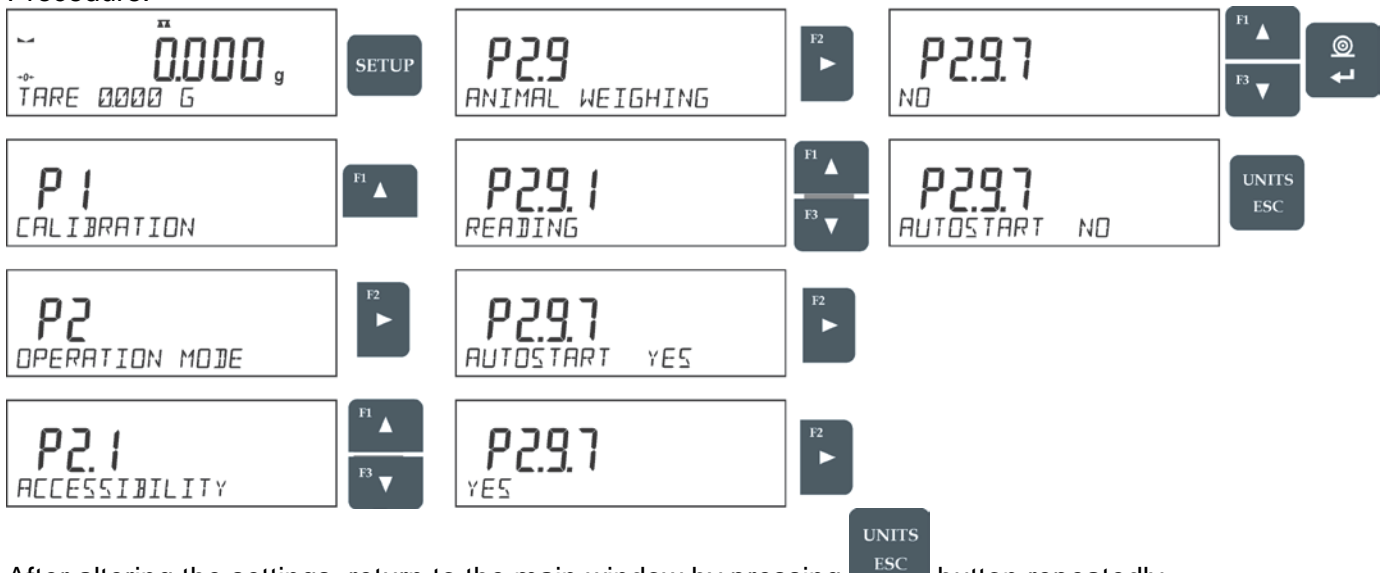 Procedure:
0.000 g
TARE 0.000 G
SETUP
P1
CALIBRATION
F1
P2
OPERATION MODE
F2
P2.1
ACCESSIBILITY
F1
F3
P2.9
ANIMAL WEIGHING
F2
P2.9.1
READING
F1
F3
P2.9.7
AUTOSTART YES
F2
P2.9.7
YES
F2
P2.9.7
NO
F1
F3
P2.9.7
AUTOSTART NO
UNITS
ESC
After altering the settings, return to the main window by pressing UNITS ESC button repeatedly.